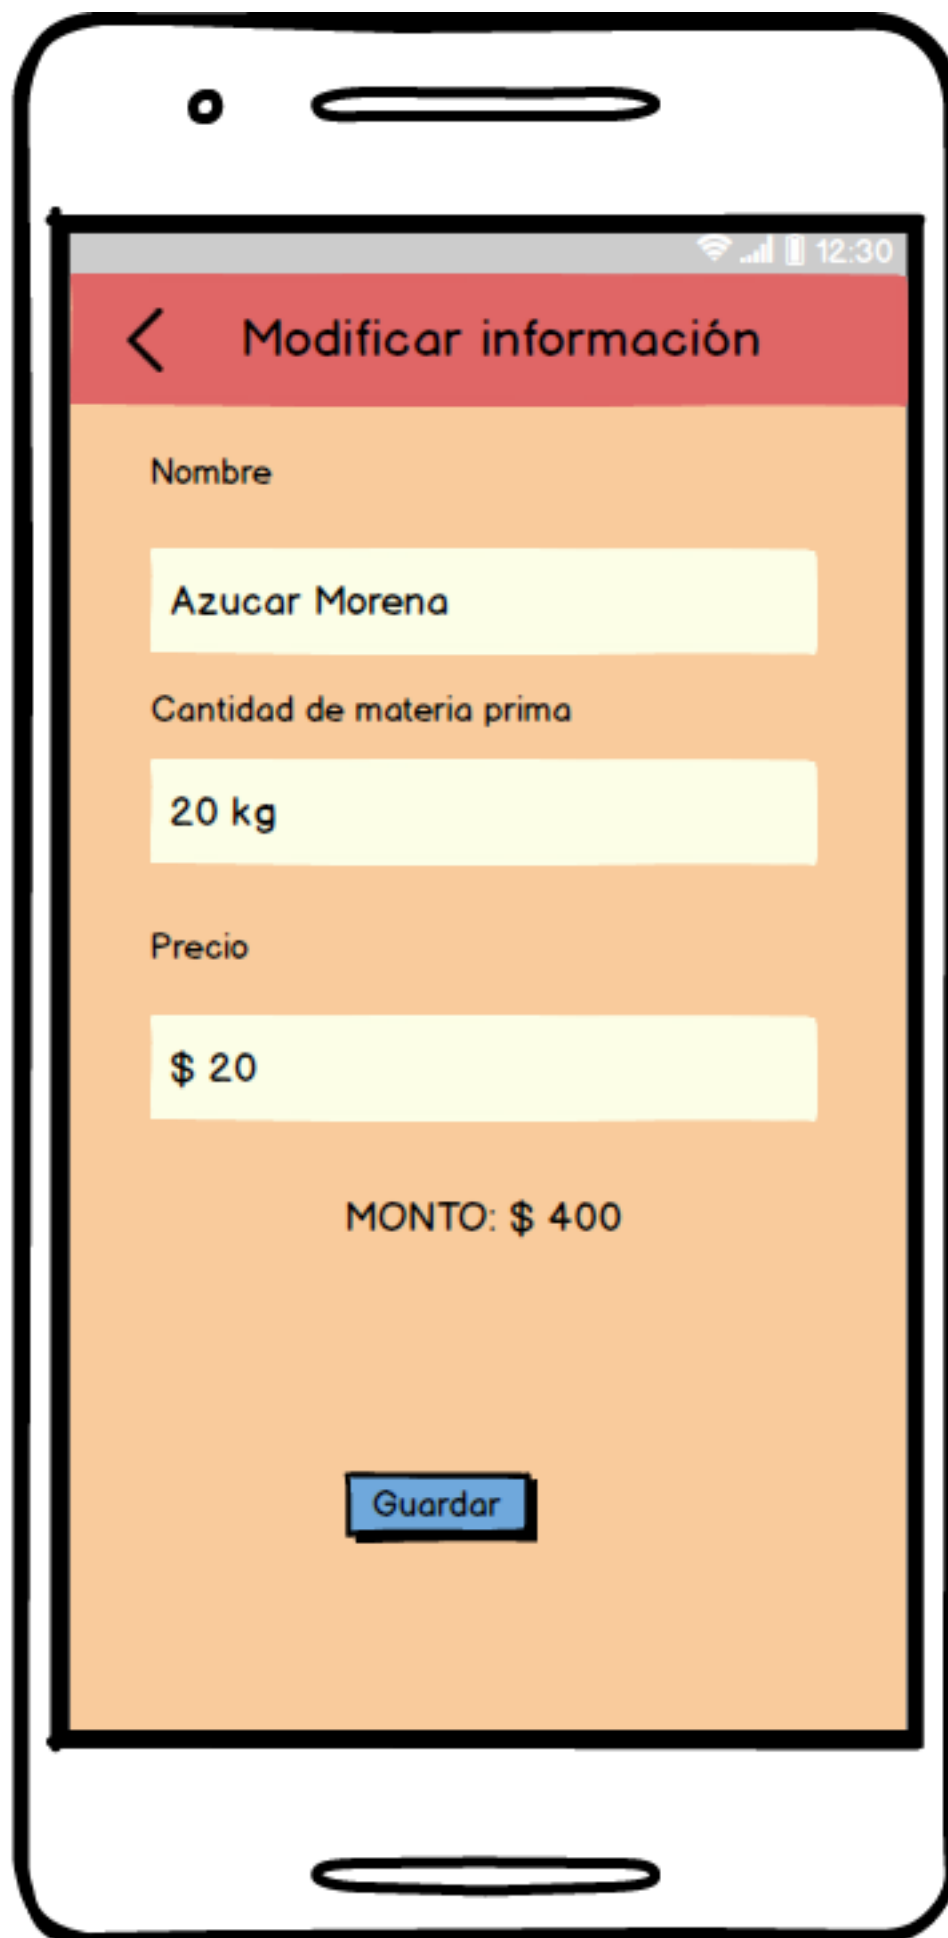 12:30
Modificar información
Nombre
Azucar Morena
Cantidad de materia prima
20 kg
Precio
$ 20
MONTO: $ 400
Guardar